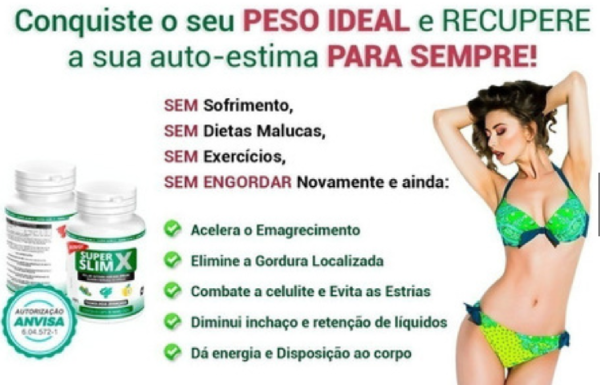 Conquiste o seu PESO IDEAL e RECUPERE
a sua auto-estima PARA SEMPRE!
SEM Sofrimento,
SEM Dietas Malucas,
SEM Exercícios,
SEM ENGORDAR Novamente e ainda:
Acelera o Emagrecimento
Elimine a Gordura Localizada
Combate a celulite e Evita as Estrias
Diminui inchaço e retenção de líquidos
Dá energia e Disposição ao corpo
SUPER
SLIM X
AUTORIZAÇÃO
ANVISA
6.04.572-1